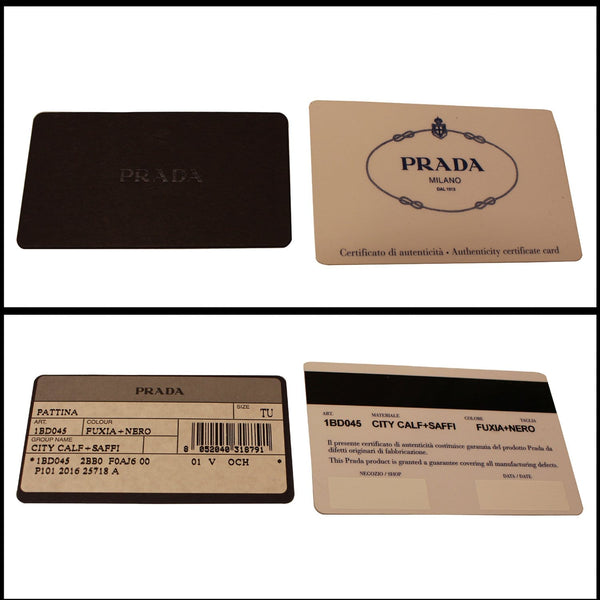 PRADA
PRADA
MILANO
DAL 1913
Certificato di autenticità • Authenticity certificate card
PRADA
PATTINA
SIZE
TU
ART.
1BD045
COLOUR
FUXIA+NERO
GROUP NAME
CITY CALF+SAFFI
8 052040 318791
*1BD045 2BB0 F0AJ6 00 01 V OCH *
P101 2016 25718 A
ART. MATERIALE COLORE TAGLIA
1BD045 CITY CALF+SAFFI FUXIA+NERO
Il presente certificato di autenticità costituisce garanzia del prodotto Prada da
difetti originari di fabbricazione.
This Prada product is granted a guarantee covering all manufacturing defects.
NEGOZIO / SHOP
DATA / DATE